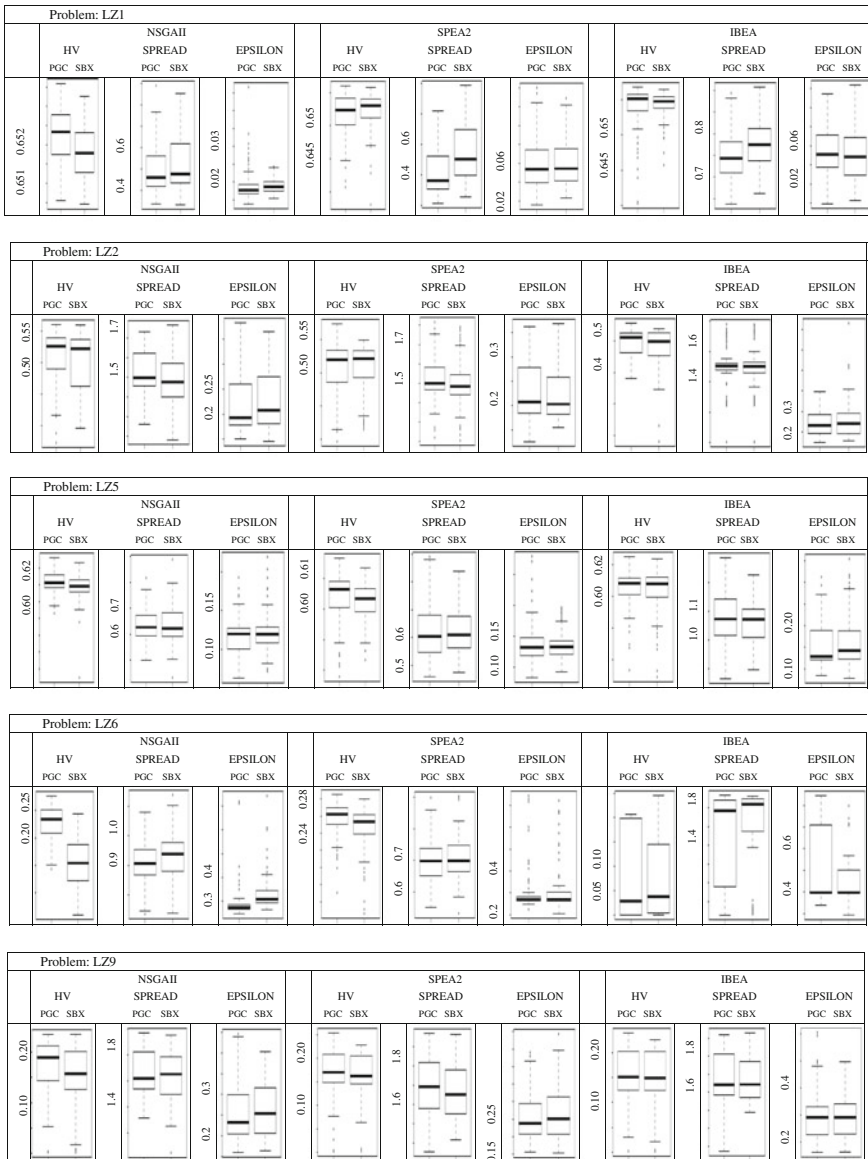 Problem: LZ1
NSGAII SPEA2 IBEA
HV SPREAD EPSILON HV SPREAD EPSILON HV SPREAD EPSILON
PGC SBX PGC SBX PGC SBX PGC SBX PGC SBX PGC SBX PGC SBX PGC SBX PGC SBX
0.651 0.652 0.4 0.6 0.02 0.03 0.645 0.65 0.4 0.6 0.02 0.06 0.645 0.65 0.7 0.8 0.02 0.06
Problem: LZ2
NSGAII SPEA2 IBEA
HV SPREAD EPSILON HV SPREAD EPSILON HV SPREAD EPSILON
PGC SBX PGC SBX PGC SBX PGC SBX PGC SBX PGC SBX PGC SBX PGC SBX PGC SBX
0.50 0.55 1.5 1.7 0.2 0.25 0.50 0.55 1.5 1.7 0.2 0.3 0.4 0.5 1.4 1.6 0.2 0.3
Problem: LZ5
NSGAII SPEA2 IBEA
HV SPREAD EPSILON HV SPREAD EPSILON HV SPREAD EPSILON
PGC SBX PGC SBX PGC SBX PGC SBX PGC SBX PGC SBX PGC SBX PGC SBX PGC SBX
0.60 0.62 0.6 0.7 0.10 0.15 0.60 0.61 0.5 0.6 0.10 0.15 0.60 0.62 1.0 1.1 0.10 0.20
Problem: LZ6
NSGAII SPEA2 IBEA
HV SPREAD EPSILON HV SPREAD EPSILON HV SPREAD EPSILON
PGC SBX PGC SBX PGC SBX PGC SBX PGC SBX PGC SBX PGC SBX PGC SBX PGC SBX
0.20 0.25 0.9 1.0 0.3 0.4 0.24 0.28 0.6 0.7 0.2 0.4 0.05 0.10 1.4 1.8 0.4 0.6
Problem: LZ9
NSGAII SPEA2 IBEA
HV SPREAD EPSILON HV SPREAD EPSILON HV SPREAD EPSILON
PGC SBX PGC SBX PGC SBX PGC SBX PGC SBX PGC SBX PGC SBX PGC SBX PGC SBX
0.10 0.20 1.4 1.8 0.2 0.3 0.10 0.20 1.6 1.8 0.15 0.25 0.10 0.20 1.6 1.8 0.2 0.4